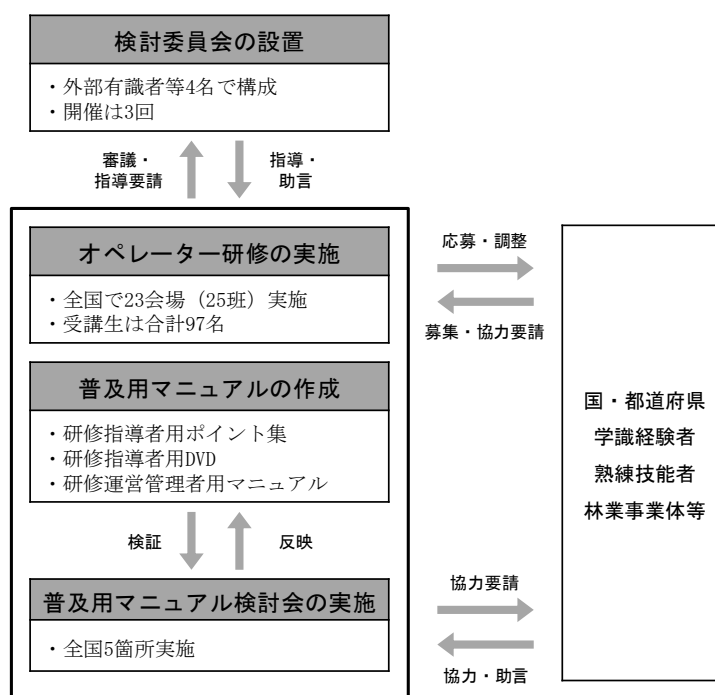 検討委員会の設置
・外部有識者等4名で構成
・開催は3回
審議・
指導要請
指導・
助言
オペレーター研修の実施
・全国で23会場（25班）実施
・受講生は合計97名
応募・調整
募集・協力要請
普及用マニュアルの作成
・研修指導者用ポイント集
・研修指導者用DVD
・研修運営管理者用マニュアル
国・都道府県
学識経験者
熟練技能者
林業事業体等
検証
反映
普及用マニュアル検討会の実施
・全国5箇所実施
協力要請
協力・助言